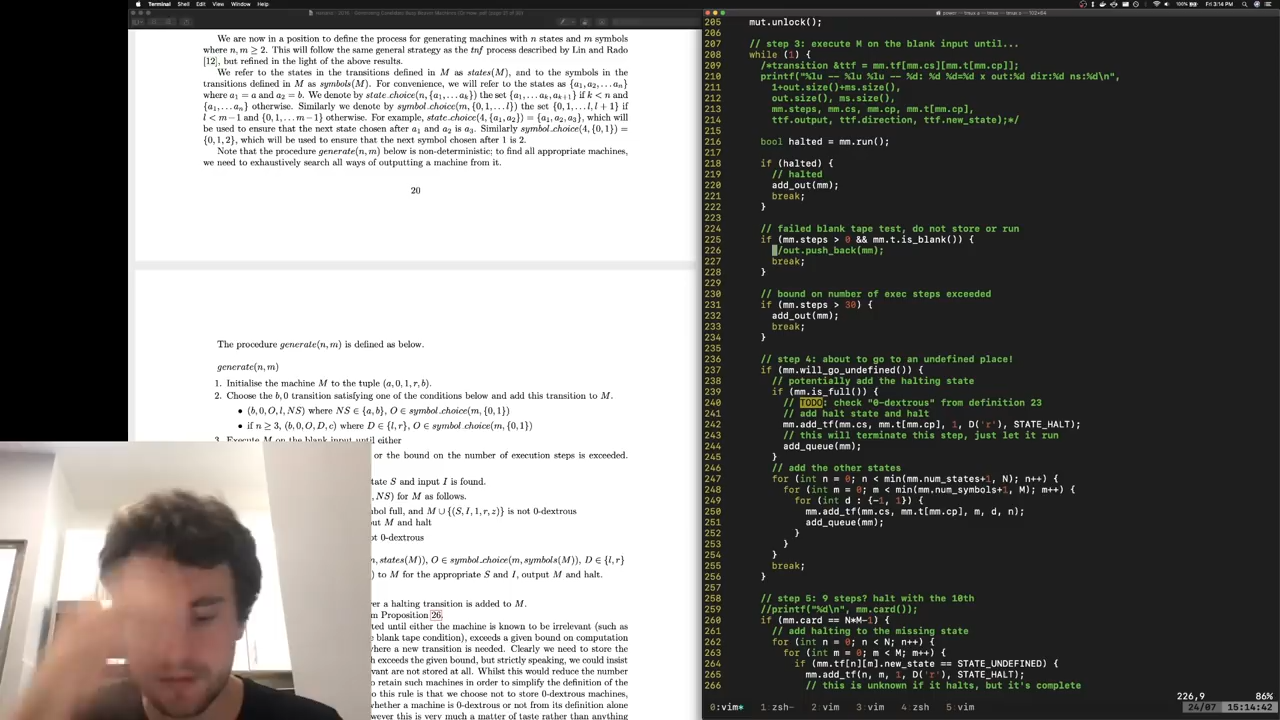 Terminal Shell Edit View Window Help
100% Fri 3:14 PM
We are now in a position to define the process for generating machines with n states and m symbols
where n, m ≥ 2. This will follow the same general strategy as the tnf process described by Lin and Rado
[12], but refined in the light of the above results.
We refer to the states in the transitions defined in M as states(M), and to the symbols in the
transitions defined in M as symbols(M). For convenience, we will refer to the states as {a1, a2, ... an}
where a1 = a and a2 = b. We denote by state_choice(n, {a1, ... ak}) the set {a1, ... ak, ak+1} if k < n and
{a1, ... ak} otherwise. Similarly we denote by symbol_choice(m, {0, 1, ... l}) the set {0, 1, ... l, l + 1} if
l < m − 1 and {0, 1, ... m − 1} otherwise. For example, state_choice(4, {a1, a2}) = {a1, a2, a3}, which will
be used to ensure that the next state chosen after a1 and a2 is a3. Similarly symbol_choice(4, {0, 1}) =
{0, 1, 2}, which will be used to ensure that the next symbol chosen after 1 is 2.
Note that the procedure generate(n, m) below is non-deterministic; to find all appropriate machines,
we need to exhaustively search all ways of outputting a machine from it.
20
The procedure generate(n, m) is defined as below.
generate(n, m)
1. Initialise the machine M to the tuple (a, 0, 1, r, b).
2. Choose the b, 0 transition satisfying one of the conditions below and add this transition to M.
• (b, 0, O, l, NS) where NS ∈ {a, b}, O ∈ symbol_choice(m, {0, 1})
• if n ≥ 3, (b, 0, O, D, c) where D ∈ {l, r}, O ∈ symbol_choice(m, {0, 1})
3. Execute M on the blank input until either
or the bound on the number of execution steps is exceeded.
tate S and input I is found.
, NS) for M as follows.
bol full, and M ∪ {(S, I, 1, r, z)} is not 0-dextrous
put M and halt
not 0-dextrous
n, states(M)), O ∈ symbol_choice(m, symbols(M)), D ∈ {l, r}
) to M for the appropriate S and I, output M and halt.
er a halting transition is added to M.
m Proposition 26.
ted until either the machine is known to be irrelevant (such as
blank tape condition), exceeds a given bound on computation
where a new transition is needed. Clearly we need to store the
h exceeds the given bound, but strictly speaking, we could insist
vant are not stored at all. Whilst this would reduce the number
to retain such machines in order to simplify the definition of the
to this rule is that we choose not to store 0-dextrous machines,
whether a machine is 0-dextrous or not from its definition alone
wever this is very much a matter of taste rather than anything
205 mut.unlock();
206
207 // step 3: execute M on the blank input until...
208 while (1) {
209 /*transition &ttf = mm.tf[mm.cs][mm.t[mm.cp]];
210 printf("%lu -- %lu %lu -- %d: %d %d=%d x out:%d dir:%d ns:%d\n",
211 1+out.size()+ms.size(),
212 out.size(), ms.size(),
213 mm.steps, mm.cs, mm.cp, mm.t[mm.cp],
214 ttf.output, ttf.direction, ttf.new_state);*/
215
216 bool halted = mm.run();
217
218 if (halted) {
219 // halted
220 add_out(mm);
221 break;
222 }
223
224 // failed blank tape test, do not store or run
225 if (mm.steps > 0 && mm.t.is_blank()) {
226 //out.push_back(mm);
227 break;
228 }
229
230 // bound on number of exec steps exceeded
231 if (mm.steps > 30) {
232 add_out(mm);
233 break;
234 }
235
236 // step 4: about to go to an undefined place!
237 if (mm.will_go_undefined()) {
238 // potentially add the halting state
239 if (mm.is_full()) {
240 // TODO: check "0-dextrous" from definition 23
241 // add halt state and halt
242 mm.add_tf(mm.cs, mm.t[mm.cp], 1, D('r'), STATE_HALT);
243 // this will terminate this step, just let it run
244 add_queue(mm);
245 }
246 // add the other states
247 for (int n = 0; n < min(mm.num_states+1, N); n++) {
248 for (int m = 0; m < min(mm.num_symbols+1, M); m++) {
249 for (int d : {-1, 1}) {
250 mm.add_tf(mm.cs, mm.t[mm.cp], m, d, n);
251 add_queue(mm);
252 }
253 }
254 }
255 break;
256 }
257
258 // step 5: 9 steps? halt with the 10th
259 //printf("%d\n", mm.card());
260 if (mm.card == N*M-1) {
261 // add halting to the missing state
262 for (int n = 0; n < N; n++) {
263 for (int m = 0; m < M; m++) {
264 if (mm.tf[n][m].new_state == STATE_UNDEFINED) {
265 mm.add_tf(n, m, 1, D('r'), STATE_HALT);
266 // this is unknown if it halts, but it's complete
226,9 86%
0:vim* 1:zsh- 2:vim 3:vim 4:zsh 5:vim 24/07 15:14:42